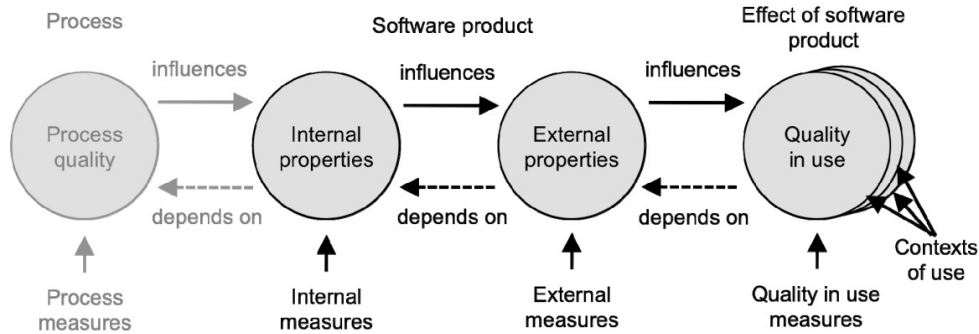 Process
Software product
Effect of software
product
influences
influences
influences
Process
quality
Internal
properties
External
properties
Quality
in use
depends on
depends on
depends on
Contexts
of use
Process
measures
Internal
measures
External
measures
Quality in use
measures